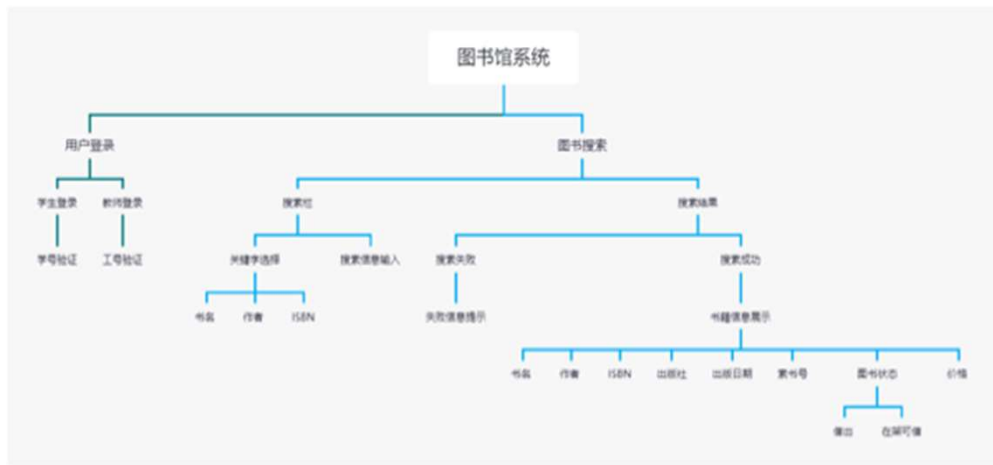 图书馆系统
用户登录
图书搜索
学生登录
教师登录
搜索栏
搜索结果
学号验证
工号验证
关键字选择
搜索信息输入
搜索失败
搜索成功
书名
作者
ISBN
失败信息提示
书籍信息展示
书名
作者
ISBN
出版社
出版日期
索书号
图书状态
价格
借出
在架可借